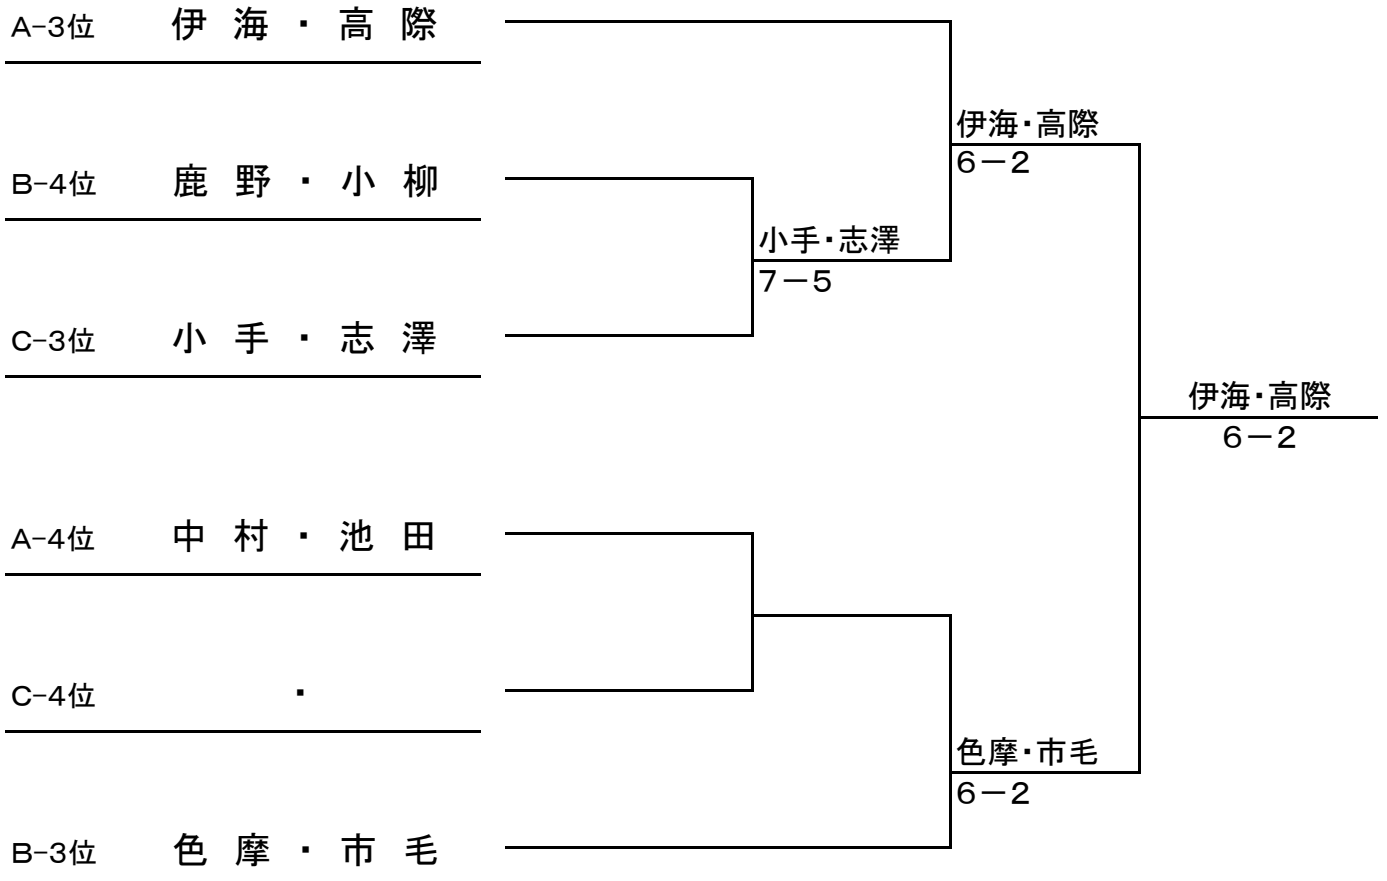 A-3位 伊海・高際
伊海・高際
6－2
B-4位 鹿野・小柳
小手・志澤
7－5
C-3位 小手・志澤
伊海・高際
6－2
A-4位 中村・池田
C-4位 ・
色摩・市毛
6－2
B-3位 色摩・市毛